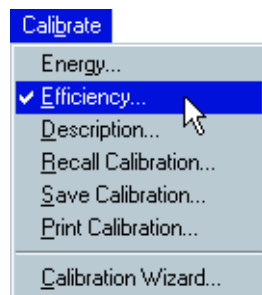 Calibrate
Energy...
Efficiency...
Description...
Recall Calibration...
Save Calibration...
Print Calibration...
Calibration Wizard...